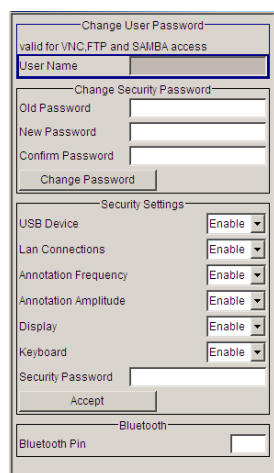 Change User Password
valid for VNC,FTP and SAMBA access
User Name
Change Security Password
Old Password
New Password
Confirm Password
Change Password
Security Settings
USB Device Enable
Lan Connections Enable
Annotation Frequency Enable
Annotation Amplitude Enable
Display Enable
Keyboard Enable
Security Password
Accept
Bluetooth
Bluetooth Pin